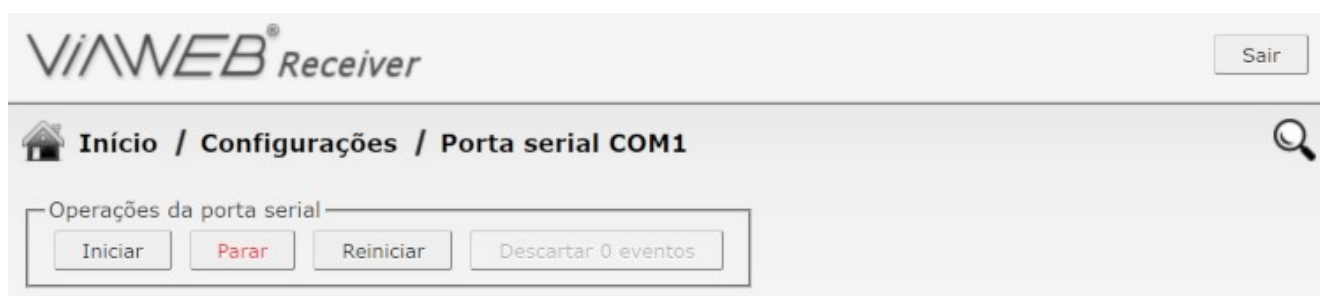 ViAWEB® Receiver
Sair
Início / Configurações / Porta serial COM1
Operações da porta serial
Iniciar Parar Reiniciar Descartar 0 eventos